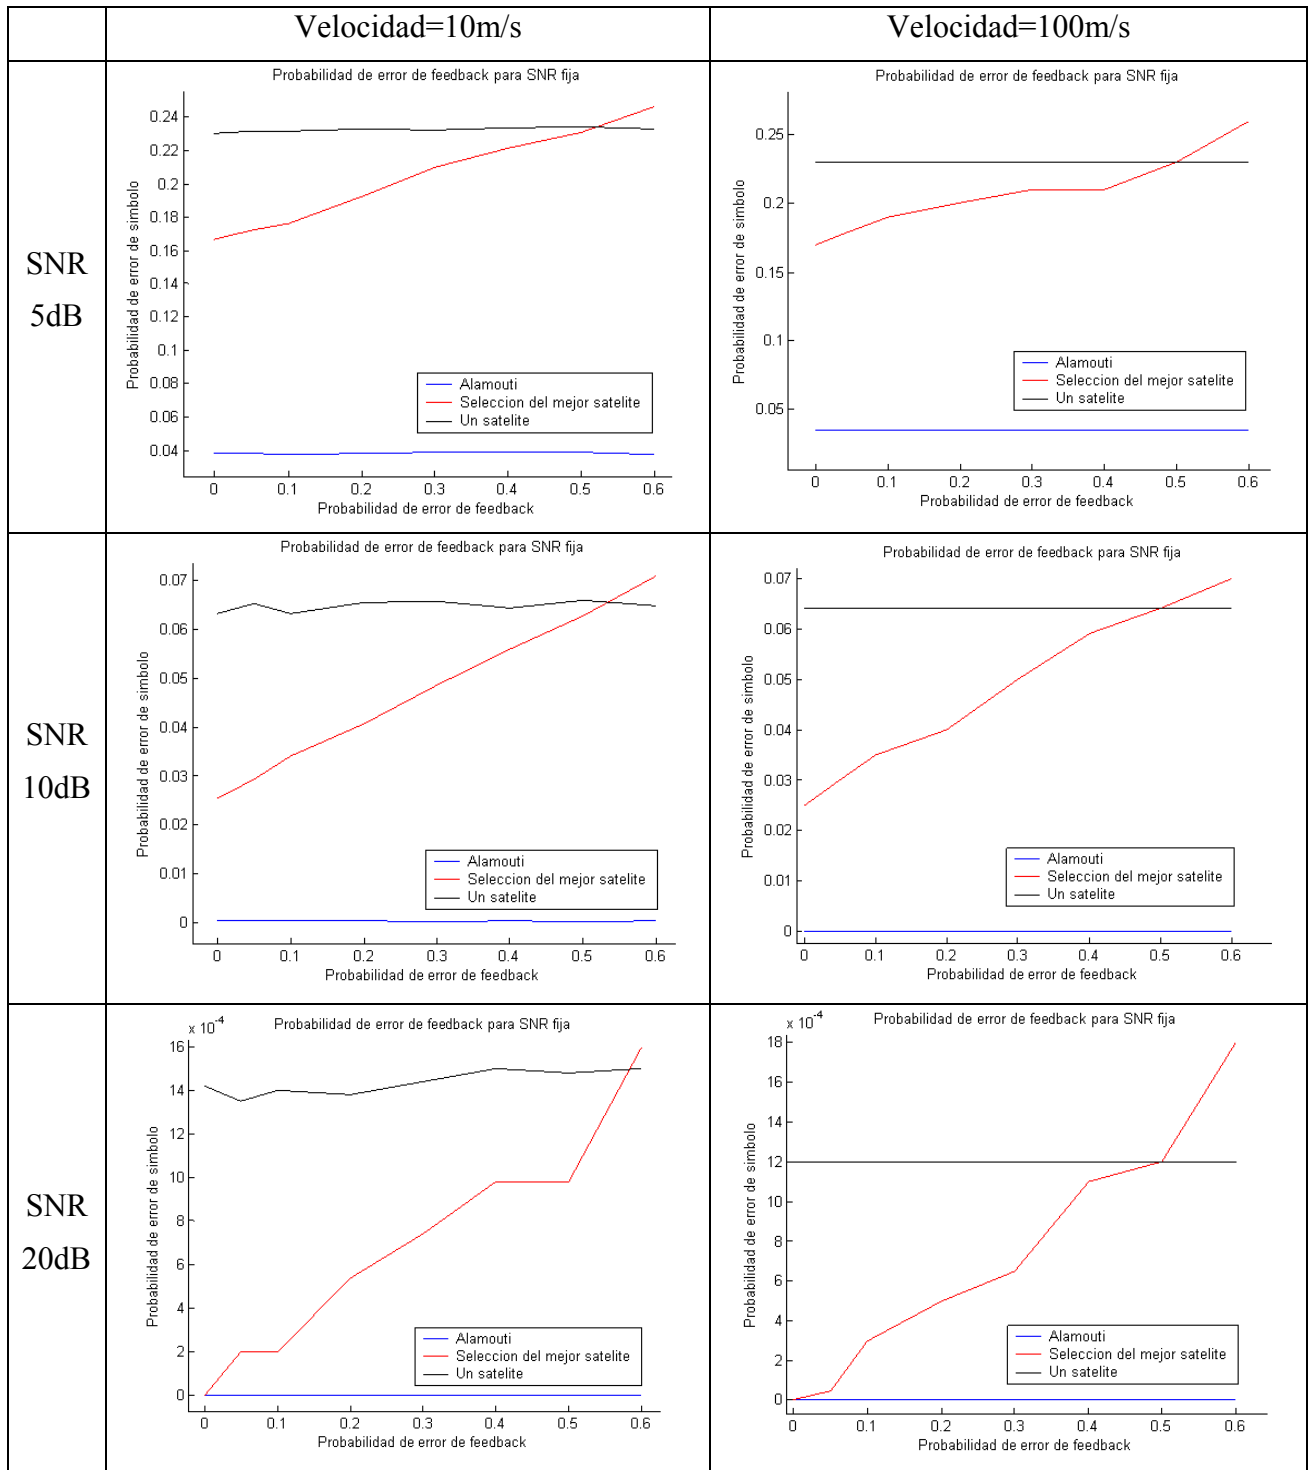 Velocidad=10m/s
Velocidad=100m/s
SNR
5dB
Probabilidad de error de feedback para SNR fija
Probabilidad de error de simbolo
0.24
0.22
0.2
0.18
0.16
0.14
0.12
0.1
0.08
0.06
0.04
Alamouti
Seleccion del mejor satelite
Un satelite
0 0.1 0.2 0.3 0.4 0.5 0.6
Probabilidad de error de feedback
Probabilidad de error de feedback para SNR fija
Probabilidad de error de simbolo
0.25
0.2
0.15
0.1
0.05
Alamouti
Seleccion del mejor satelite
Un satelite
0 0.1 0.2 0.3 0.4 0.5 0.6
Probabilidad de error de feedback
SNR
10dB
Probabilidad de error de feedback para SNR fija
Probabilidad de error de simbolo
0.07
0.06
0.05
0.04
0.03
0.02
0.01
0
Alamouti
Seleccion del mejor satelite
Un satelite
0 0.1 0.2 0.3 0.4 0.5 0.6
Probabilidad de error de feedback
Probabilidad de error de feedback para SNR fija
Probabilidad de error de simbolo
0.07
0.06
0.05
0.04
0.03
0.02
0.01
0
Alamouti
Seleccion del mejor satelite
Un satelite
0 0.1 0.2 0.3 0.4 0.5 0.6
Probabilidad de error de feedback
SNR
20dB
Probabilidad de error de feedback para SNR fija
x 10⁻⁴
Probabilidad de error de simbolo
16
14
12
10
8
6
4
2
0
Alamouti
Seleccion del mejor satelite
Un satelite
0 0.1 0.2 0.3 0.4 0.5 0.6
Probabilidad de error de feedback
Probabilidad de error de feedback para SNR fija
x 10⁻⁴
Probabilidad de error de simbolo
18
16
14
12
10
8
6
4
2
0
Alamouti
Seleccion del mejor satelite
Un satelite
0 0.1 0.2 0.3 0.4 0.5 0.6
Probabilidad de error de feedback